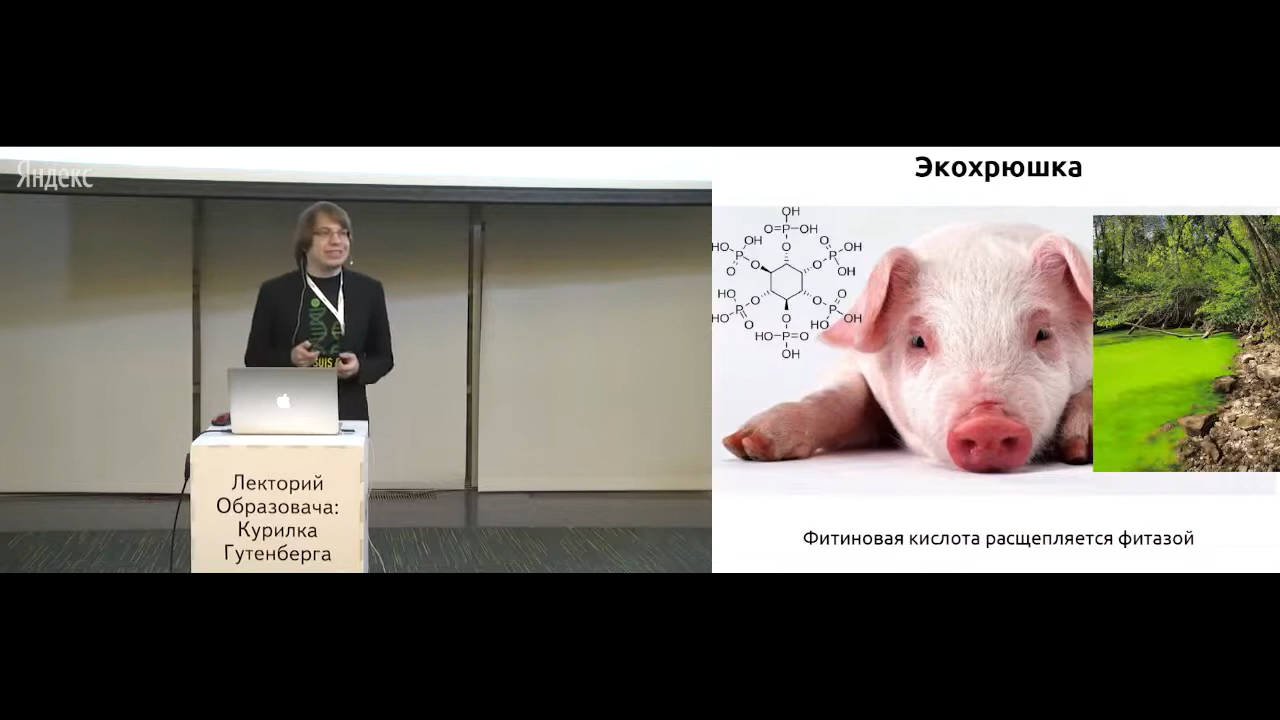 Яндекс
Лекторий
Образовача:
Курилка
Гутенберга
Экохрюшка
OH
O=P-OH
HO OH
P
O
O
O
OH
P
OH
O
HO
P
HO
O
O
O
O
P
HO
OH
HO-P=O
OH
Фитиновая кислота расщепляется фитазой